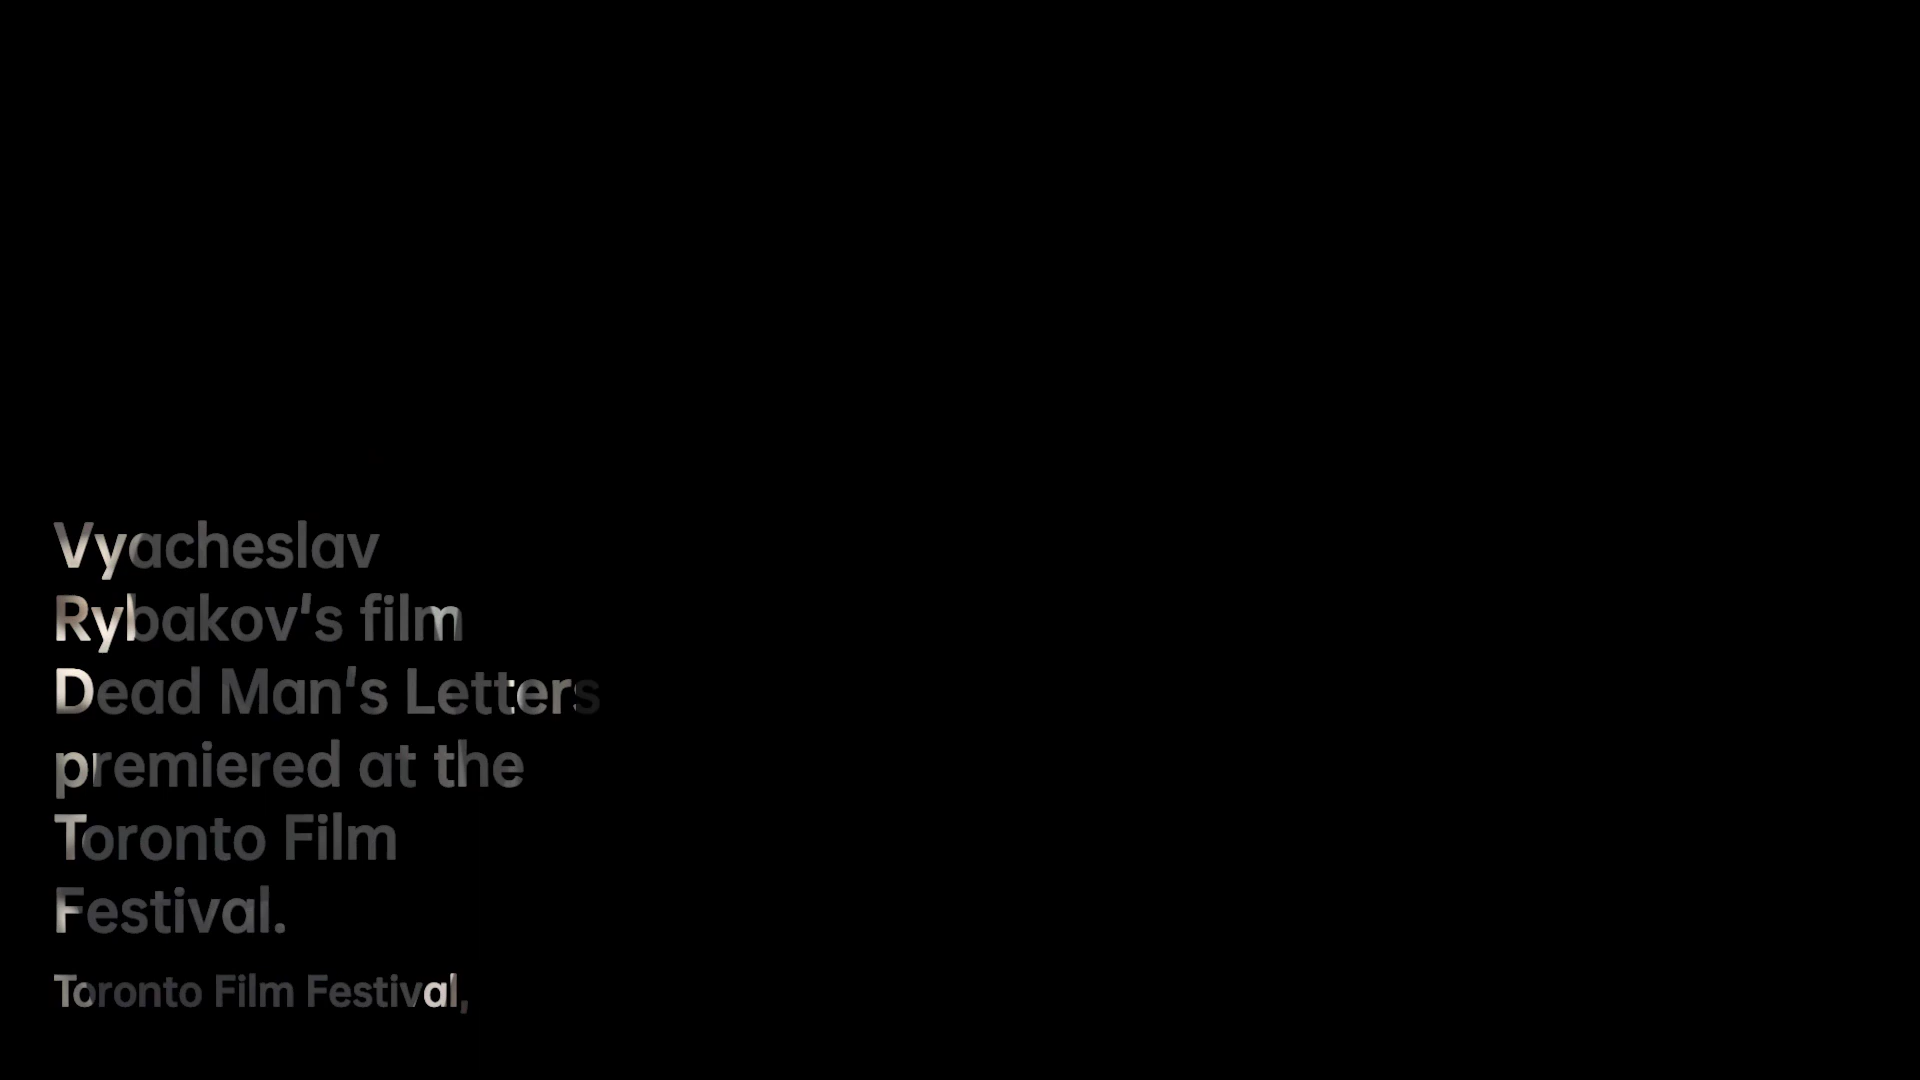 Vyacheslav
Rybakov's film
Dead Man's Letters
premiered at the
Toronto Film
Festival.
Toronto Film Festival,